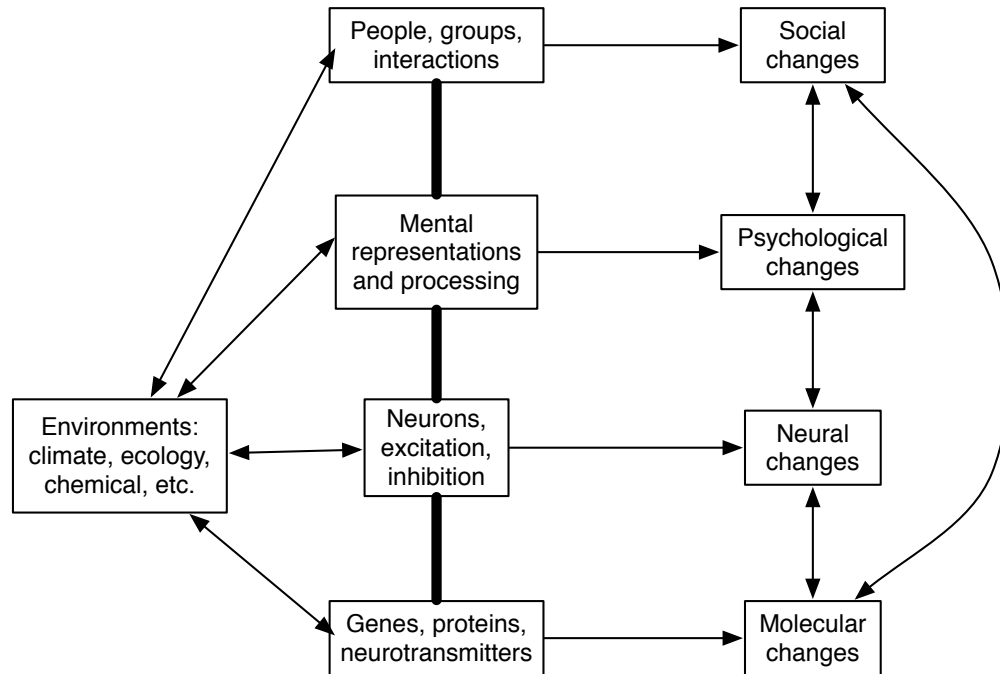 People, groups,
interactions
Social
changes
Mental
representations
and processing
Psychological
changes
Environments:
climate, ecology,
chemical, etc.
Neurons,
excitation,
inhibition
Neural
changes
Genes, proteins,
neurotransmitters
Molecular
changes